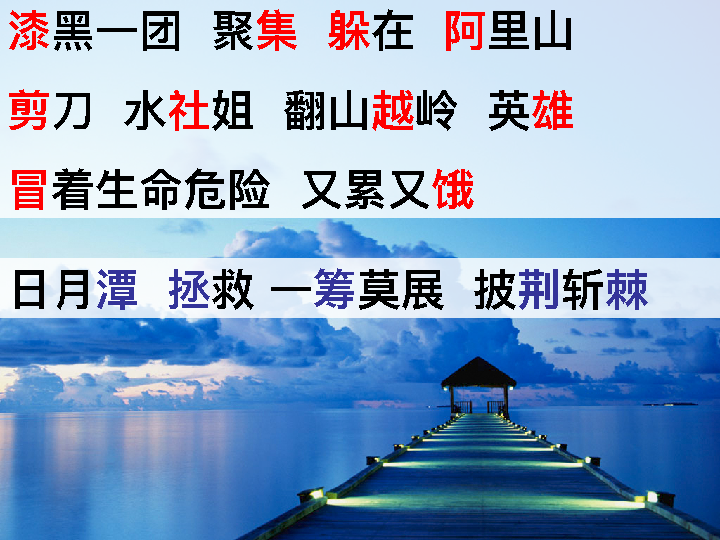 漆黑一团 聚集 躲在 阿里山
剪刀 水社姐 翻山越岭 英雄
冒着生命危险 又累又饿
日月潭 拯救 一筹莫展 披荆斩棘